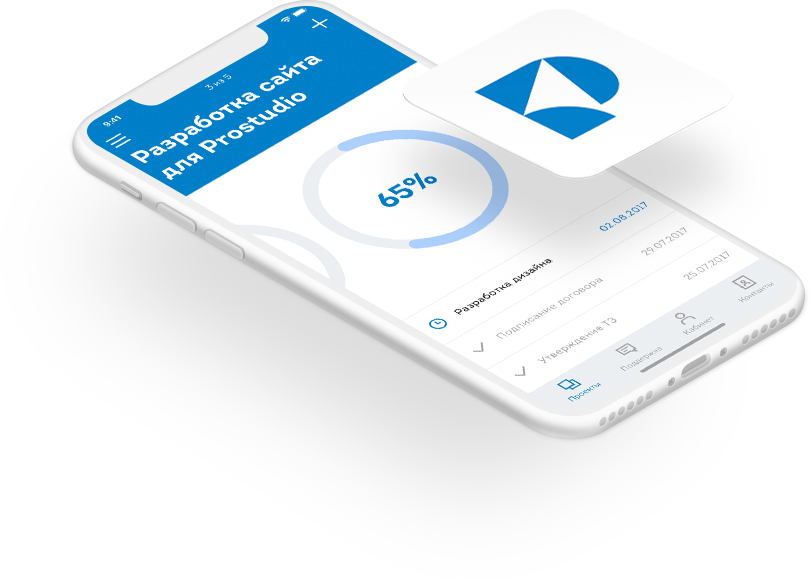 9:41
3 из 5
Разработка сайта
для Prostudio
65%
Разработка дизайна 02.08.2017
Подписание договора 29.07.2017
Утверждение ТЗ 25.07.2017
Проекты Поддержка Кабинет Контакты